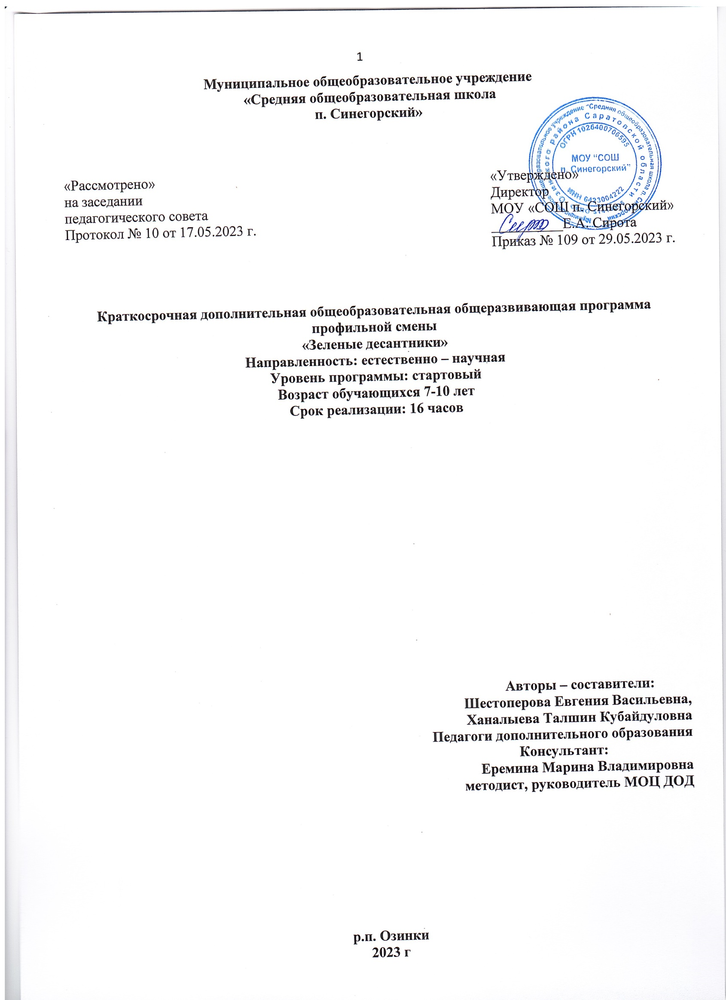 1
Муниципальное общеобразовательное учреждение
«Средняя общеобразовательная школа
п. Синегорский»
«Рассмотрено»
на заседании
педагогического совета
Протокол № 10 от 17.05.2023 г.
«Утверждено»
Директор
МОУ «СОШ п. Синегорский»
Е.А. Сирота
Приказ № 109 от 29.05.2023 г.
общеобразовательное учреждение "Средняя общеобразовательная школа п. Синегорский
района Саратовской области
ОГРН 1026400706595
МОУ "СОШ
п. Синегорский"
ИНН 6423004222
Краткосрочная дополнительная общеобразовательная общеразвивающая программа
профильной смены
«Зеленые десантники»
Направленность: естественно – научная
Уровень программы: стартовый
Возраст обучающихся 7-10 лет
Срок реализации: 16 часов
Авторы – составители:
Шестоперова Евгения Васильевна,
Ханалыева Талшин Кубайдуловна
Педагоги дополнительного образования
Консультант:
Еремина Марина Владимировна
методист, руководитель МОЦ ДОД
р.п. Озинки
2023 г